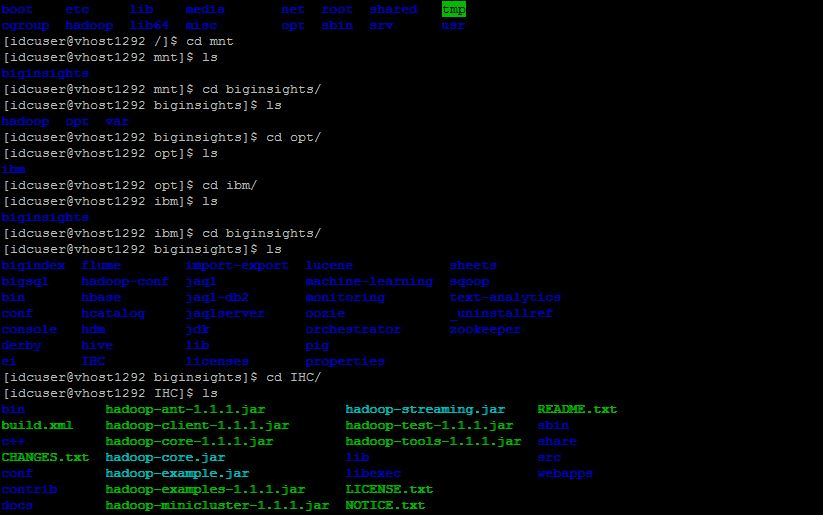 boot etc lib media net root shared tmp
cgroup hadoop lib64 misc opt sbin srv usr
[idcuser@vhost1292 /]$ cd mnt
[idcuser@vhost1292 mnt]$ ls
biginsights
[idcuser@vhost1292 mnt]$ cd biginsights/
[idcuser@vhost1292 biginsights]$ ls
hadoop opt var
[idcuser@vhost1292 biginsights]$ cd opt/
[idcuser@vhost1292 opt]$ ls
ibm
[idcuser@vhost1292 opt]$ cd ibm/
[idcuser@vhost1292 ibm]$ ls
biginsights
[idcuser@vhost1292 ibm]$ cd biginsights/
[idcuser@vhost1292 biginsights]$ ls
bigindex flume import-export lucene sheets
bigsql hadoop-conf jaql machine-learning sqoop
bin hbase jaql-db2 monitoring text-analytics
conf hcatalog jaqlserver oozie _uninstallref
console hdm jdk orchestrator zookeeper
derby hive lib pig
ei IHC licenses properties
[idcuser@vhost1292 biginsights]$ cd IHC/
[idcuser@vhost1292 IHC]$ ls
bin hadoop-ant-1.1.1.jar hadoop-streaming.jar README.txt
build.xml hadoop-client-1.1.1.jar hadoop-test-1.1.1.jar sbin
c++ hadoop-core-1.1.1.jar hadoop-tools-1.1.1.jar share
CHANGES.txt hadoop-core.jar lib src
conf hadoop-example.jar libexec webapps
contrib hadoop-examples-1.1.1.jar LICENSE.txt
docs hadoop-minicluster-1.1.1.jar NOTICE.txt